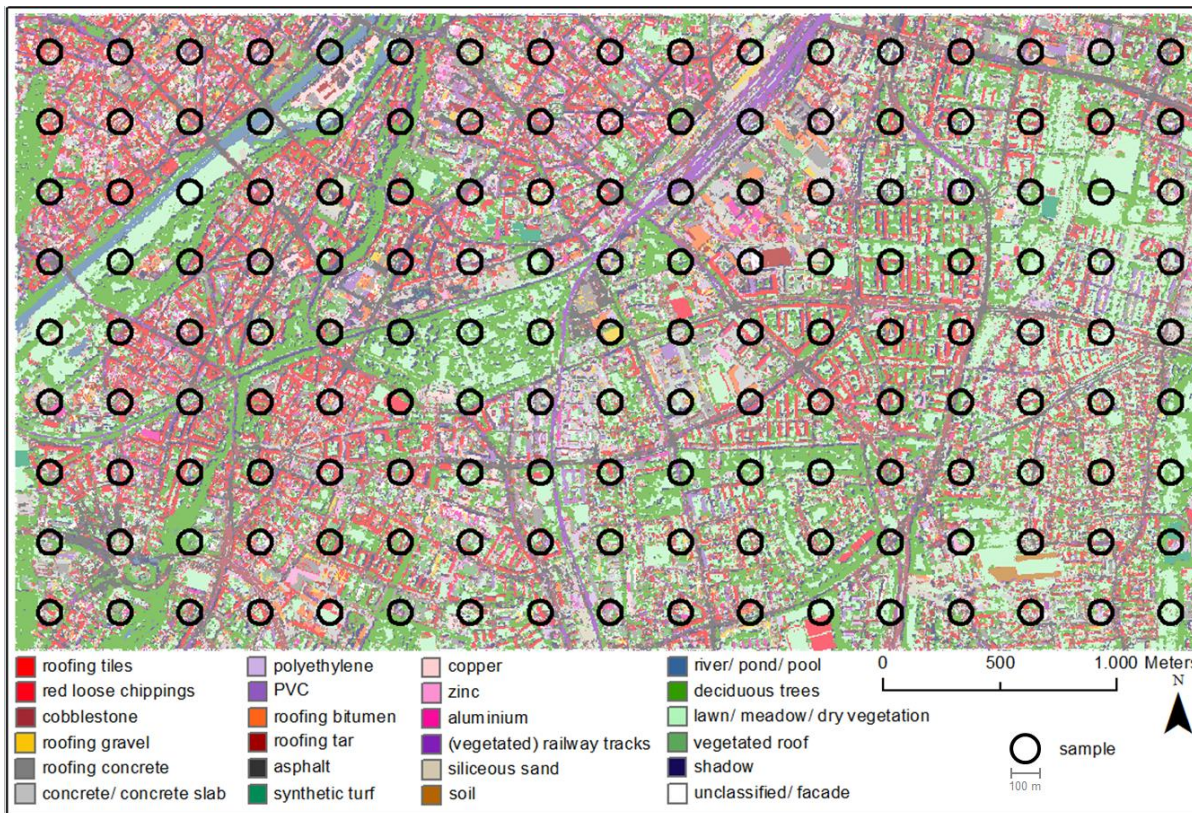 roofing tiles
red loose chippings
cobblestone
roofing gravel
roofing concrete
concrete/ concrete slab
polyethylene
PVC
roofing bitumen
roofing tar
asphalt
synthetic turf
copper
zinc
aluminium
(vegetated) railway tracks
siliceous sand
soil
river/ pond/ pool
deciduous trees
lawn/ meadow/ dry vegetation
vegetated roof
shadow
unclassified/ facade
0 500 1.000 Meters
N
sample
100 m